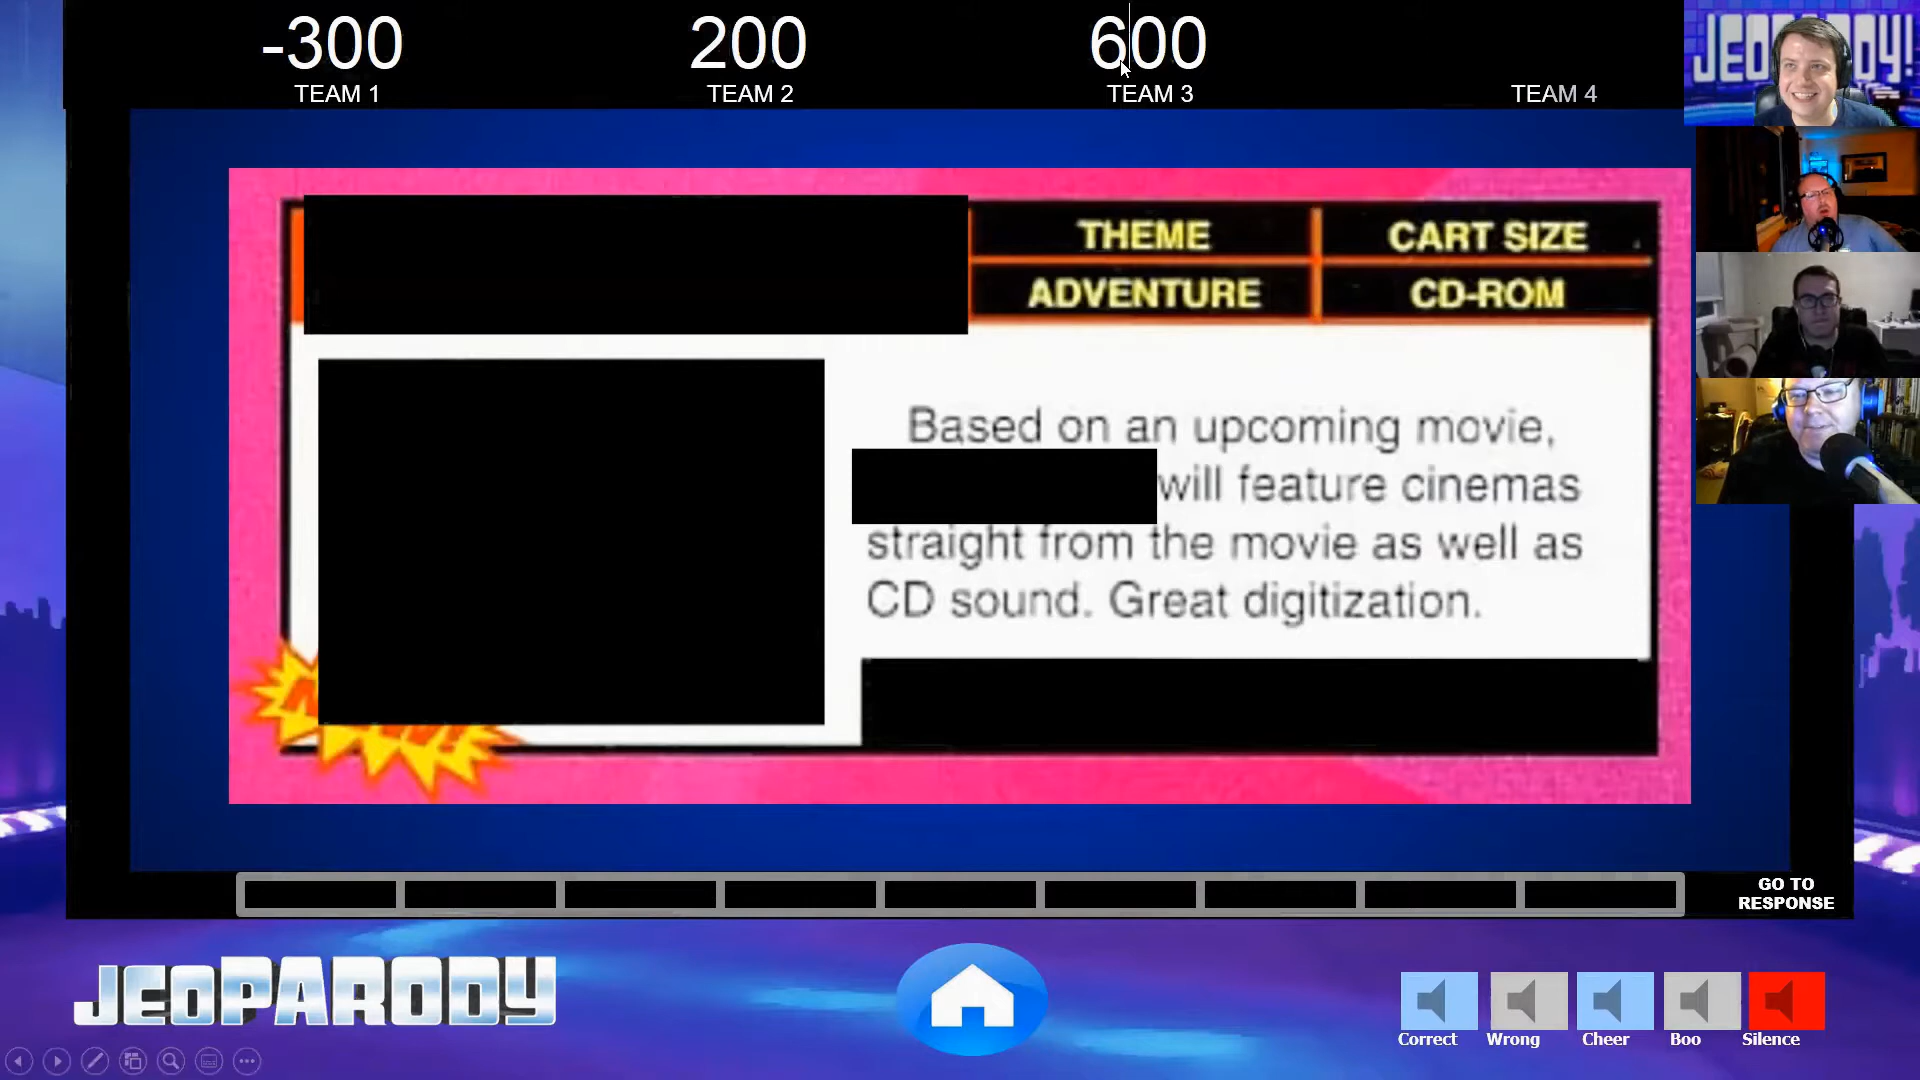 -300
200
600
TEAM 1
TEAM 2
TEAM 3
TEAM 4
JEOPARODY!
THEME
CART SIZE
ADVENTURE
CD-ROM
Based on an upcoming movie,
will feature cinemas
straight from the movie as well as
CD sound. Great digitization.
GO TO
RESPONSE
JEOPARODY
Correct
Wrong
Cheer
Boo
Silence